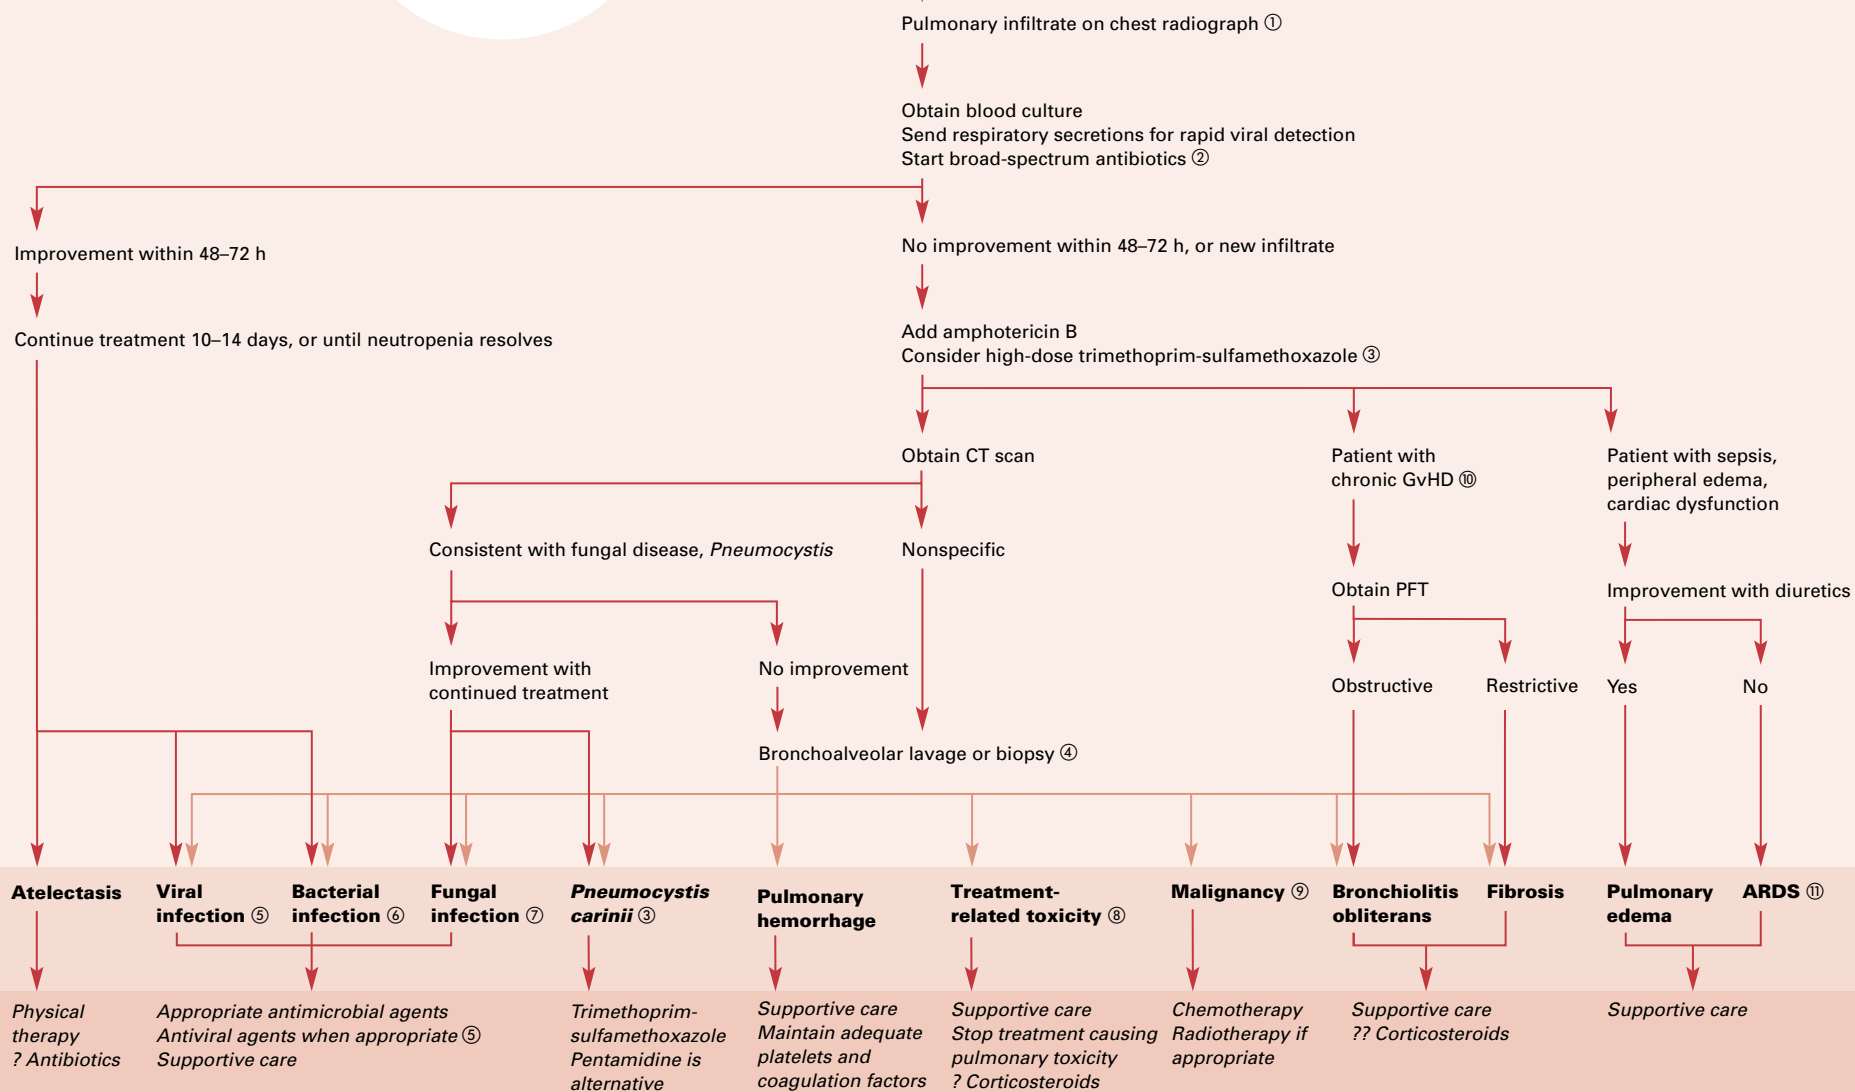 Pulmonary infiltrate on chest radiograph ①
Obtain blood culture
Send respiratory secretions for rapid viral detection
Start broad-spectrum antibiotics ②
Improvement within 48–72 h
No improvement within 48–72 h, or new infiltrate
Continue treatment 10–14 days, or until neutropenia resolves
Add amphotericin B
Consider high-dose trimethoprim-sulfamethoxazole ③
Obtain CT scan
Patient with
chronic GvHD ⑩
Patient with sepsis,
peripheral edema,
cardiac dysfunction
Consistent with fungal disease, Pneumocystis
Nonspecific
Obtain PFT
Improvement with diuretics
Improvement with
continued treatment
No improvement
Obstructive
Restrictive
Yes
No
Bronchoalveolar lavage or biopsy ④
Atelectasis
Viral
infection ⑤
Bacterial
infection ⑥
Fungal
infection ⑦
Pneumocystis
carinii ③
Pulmonary
hemorrhage
Treatment-
related toxicity ⑧
Malignancy ⑨
Bronchiolitis
obliterans
Fibrosis
Pulmonary
edema
ARDS ⑪
Physical
therapy
? Antibiotics
Appropriate antimicrobial agents
Antiviral agents when appropriate ⑤
Supportive care
Trimethoprim-
sulfamethoxazole
Pentamidine is
alternative
Supportive care
Maintain adequate
platelets and
coagulation factors
Supportive care
Stop treatment causing
pulmonary toxicity
? Corticosteroids
Chemotherapy
Radiotherapy if
appropriate
Supportive care
?? Corticosteroids
Supportive care